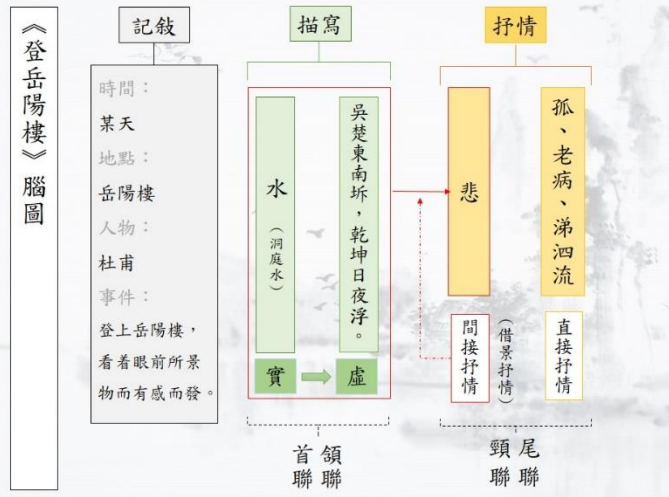 《登岳陽樓》腦圖
記敍
時間：
某天
地點：
岳陽樓
人物：
杜甫
事件：
登上岳陽樓，
看着眼前所景
物而有感而發。
描寫
水
（洞庭水）
吳楚東南坼，乾坤日夜浮。
實
虛
首聯
頷聯
抒情
悲
孤、老病、涕泗流
間接抒情
（借景抒情）
直接抒情
頸聯
尾聯